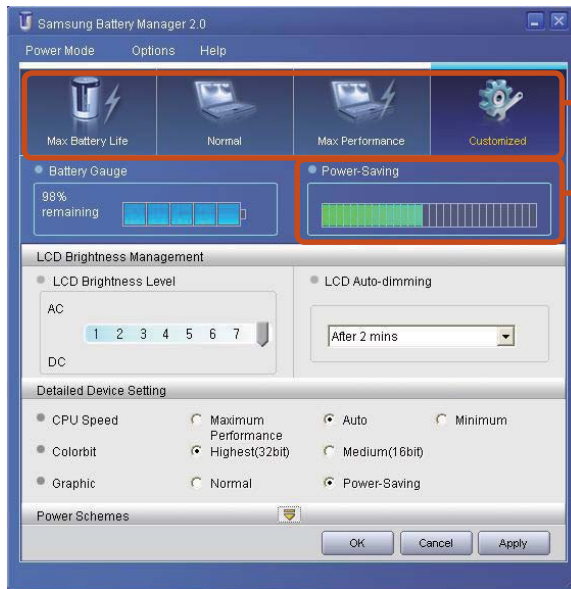 Samsung Battery Manager 2.0
Power Mode Options Help
Max Battery Life Normal Max Performance Customized
Battery Gauge
98%
remaining
Power-Saving
LCD Brightness Management
LCD Brightness Level
AC
1 2 3 4 5 6 7
DC
LCD Auto-dimming
After 2 mins
Detailed Device Setting
CPU Speed Maximum Performance Auto Minimum
Colorbit Highest(32bit) Medium(16bit)
Graphic Normal Power-Saving
Power Schemes
OK Cancel Apply